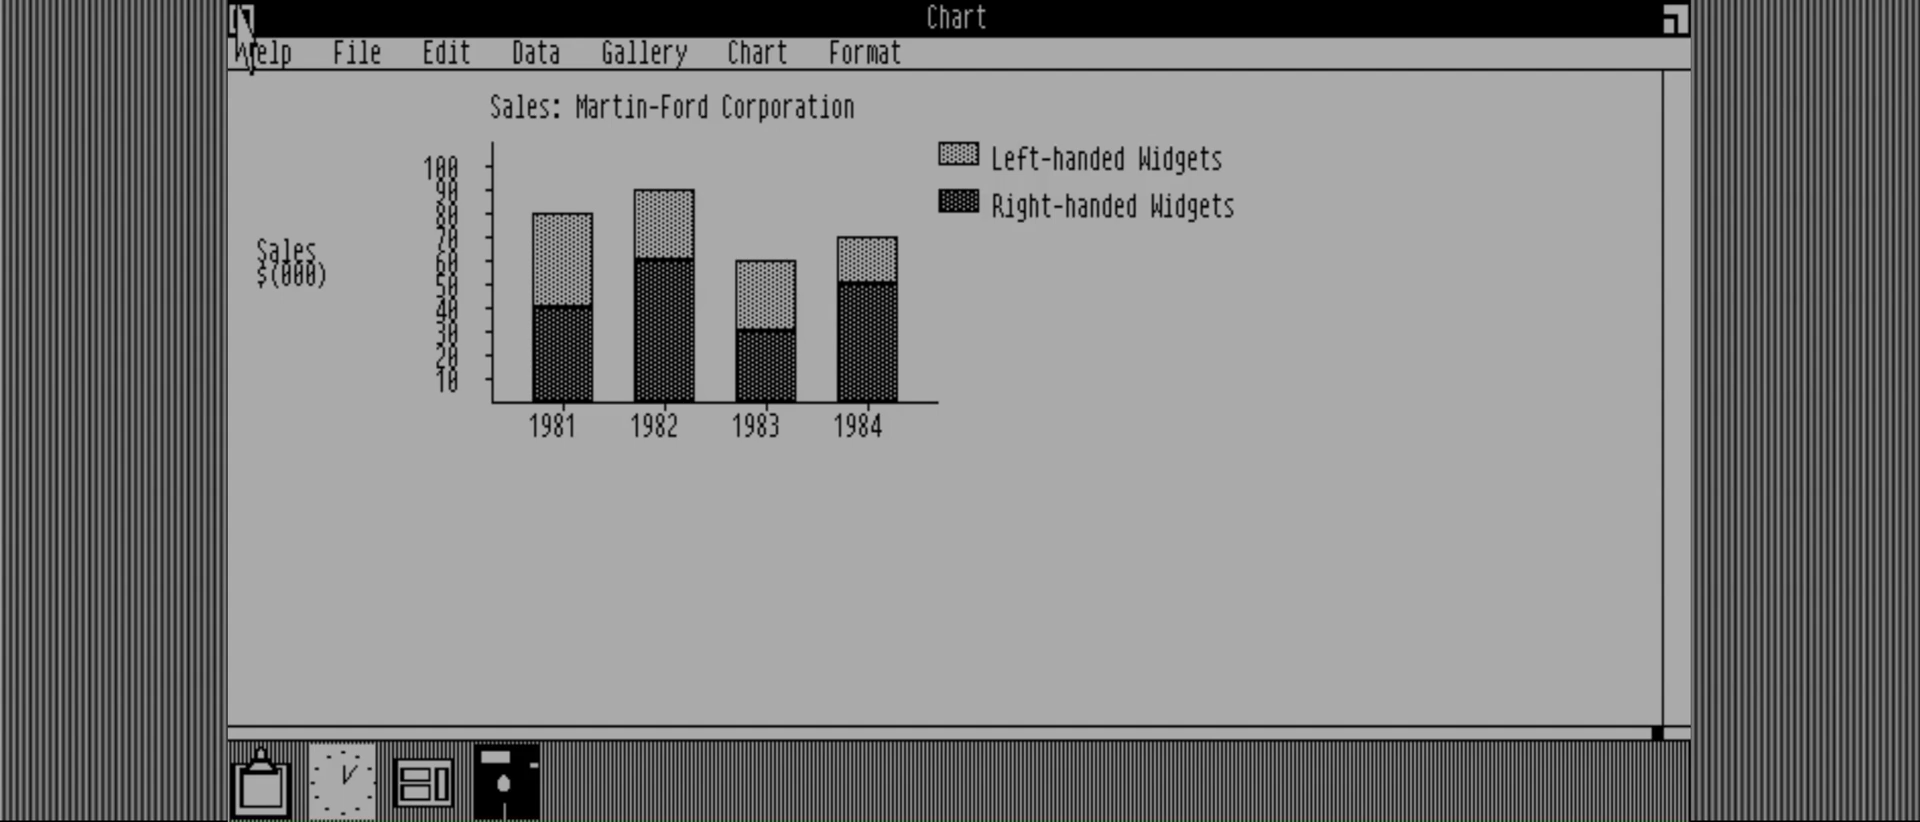 Chart
Help File Edit Data Gallery Chart Format
Sales: Martin-Ford Corporation
Left-handed Widgets
Right-handed Widgets
100
90
80
70
60
50
40
30
20
10
Sales
$(000)
1981 1982 1983 1984